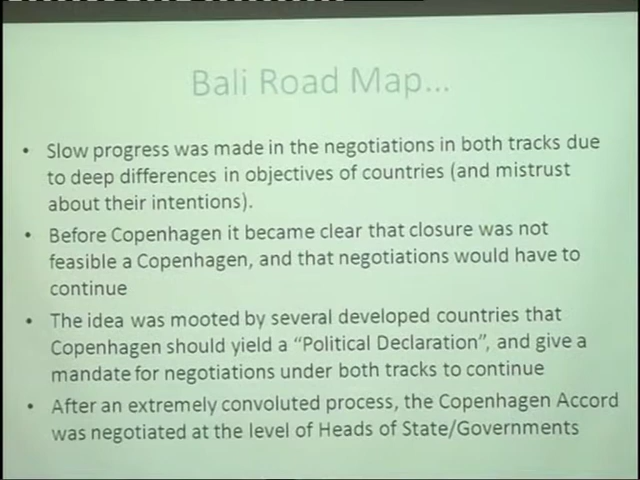 Bali Road Map...
• Slow progress was made in the negotiations in both tracks due
to deep differences in objectives of countries (and mistrust
about their intentions).
• Before Copenhagen it became clear that closure was not
feasible a Copenhagen, and that negotiations would have to
continue
• The idea was mooted by several developed countries that
Copenhagen should yield a “Political Declaration”, and give a
mandate for negotiations under both tracks to continue
• After an extremely convoluted process, the Copenhagen Accord
was negotiated at the level of Heads of State/Governments